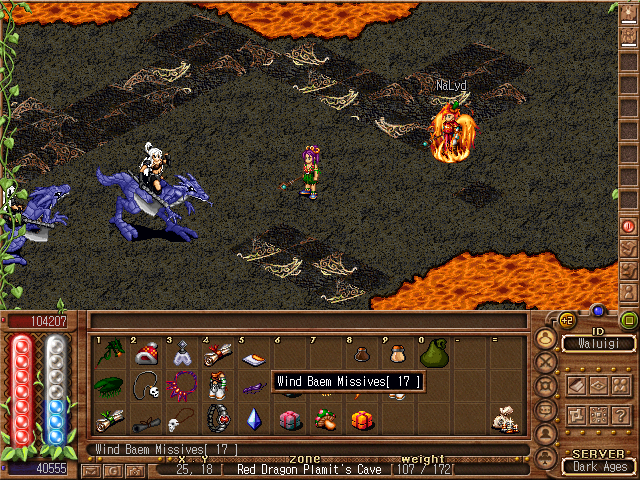 NaLyd
104207
1 2 3 4 5 6 7 8 9 0 - =
Wind Baem Missives[ 17 ]
+2
ID
Waluigi
Wind Baem Missives[ 17 ]
40555
x Y zone weight
25, 18 [ Red Dragon Plamit's Cave [107 / 172[
G
?
SERVER
Dark Ages